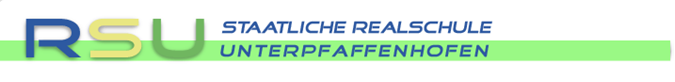 RSU
STAATLICHE REALSCHULE
UNTERPFAFFENHOFEN